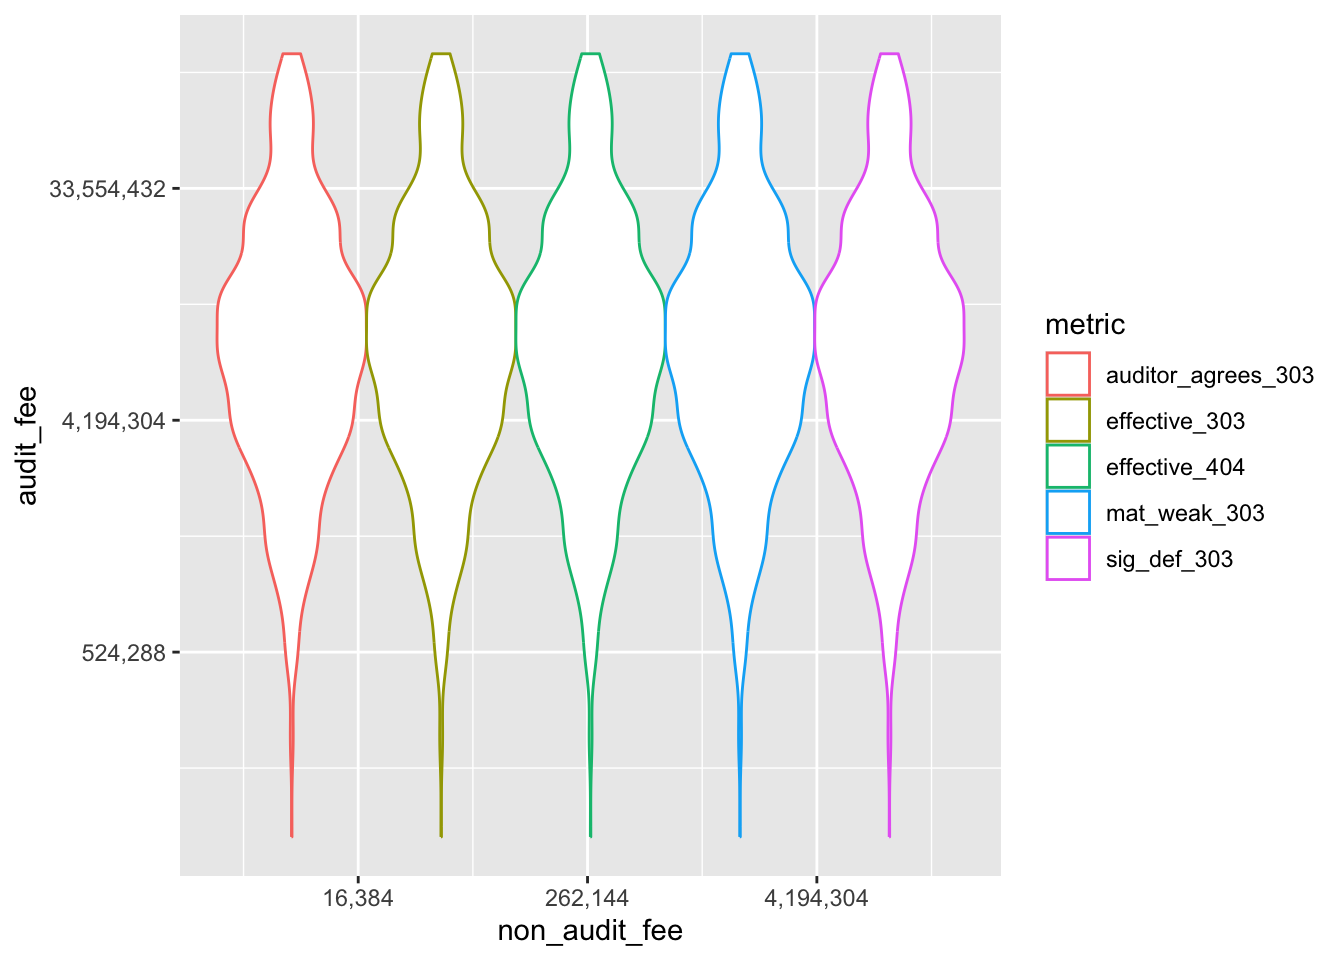 33,554,432
4,194,304
524,288
audit_fee
16,384
262,144
4,194,304
non_audit_fee
metric
auditor_agrees_303
effective_303
effective_404
mat_weak_303
sig_def_303